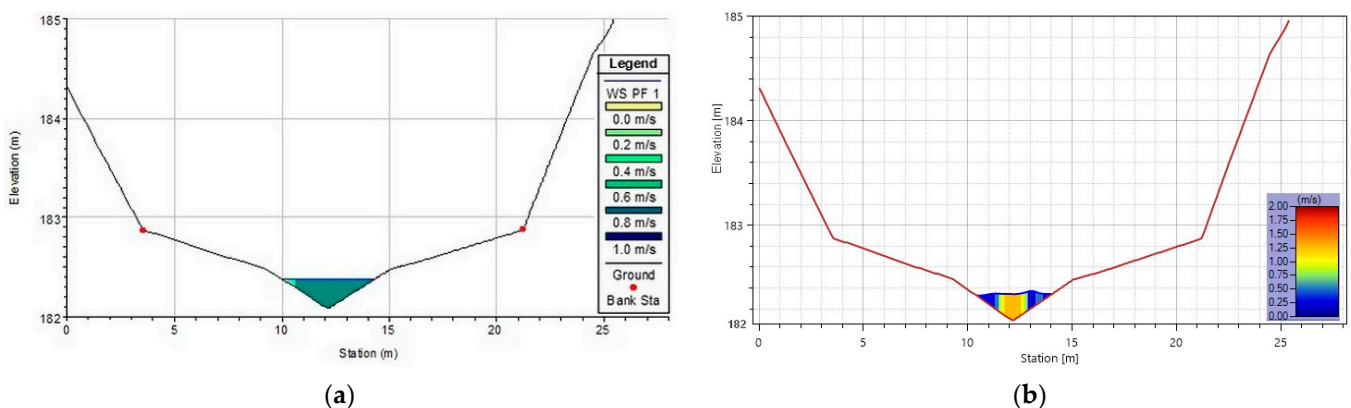 185
184
183
182
Elevation (m)
0
5
10
15
20
25
Station (m)
Legend
WS PF 1
0.0 m/s
0.2 m/s
0.4 m/s
0.6 m/s
0.8 m/s
1.0 m/s
Ground
Bank Sta
(a)
185
184
183
182
Elevation [m]
0
5
10
15
20
25
Station [m]
(m/s)
2.00
1.75
1.50
1.25
1.00
0.75
0.50
0.25
0.00
(b)